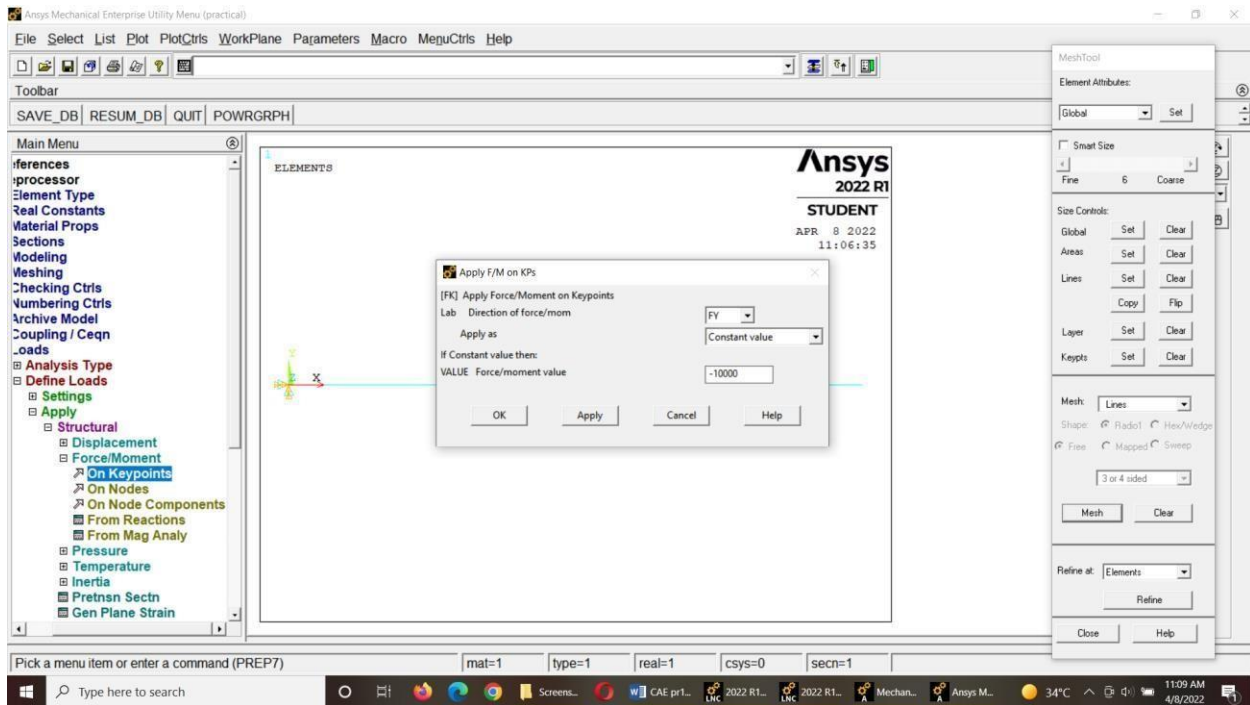 Ansys Mechanical Enterprise Utility Menu (practical)
File Select List Plot PlotCtrls WorkPlane Parameters Macro MenuCtrls Help
Toolbar
SAVE_DB RESUM_DB QUIT POWRGRPH
Main Menu
ferences
processor
Element Type
Real Constants
Material Props
Sections
Modeling
Meshing
Checking Ctrls
Numbering Ctrls
Archive Model
Coupling / Ceqn
Loads
Analysis Type
Define Loads
Settings
Apply
Structural
Displacement
Force/Moment
On Keypoints
On Nodes
On Node Components
From Reactions
From Mag Analy
Pressure
Temperature
Inertia
Pretnsn Sectn
Gen Plane Strain
1
ELEMENTS
Ansys
2022 R1
STUDENT
APR 8 2022
11:06:35
Y
X
Apply F/M on KPs
[FK] Apply Force/Moment on Keypoints
Lab Direction of force/mom FY
Apply as Constant value
If Constant value then:
VALUE Force/moment value -10000
OK Apply Cancel Help
MeshTool
Element Attributes:
Global Set
Smart Size
Fine 6 Coarse
Size Controls:
Global Set Clear
Areas Set Clear
Lines Set Clear
Copy Flip
Layer Set Clear
Keypts Set Clear
Mesh: Lines
Shape: Radio1 Hex/Wedge
Free Mapped Sweep
3 or 4 sided
Mesh Clear
Refine at: Elements
Refine
Close Help
Pick a menu item or enter a command (PREP7) mat=1 type=1 real=1 csys=0 secn=1
Type here to search Screens... CAE pr1... 2022 R1... 2022 R1... Mechan... Ansys M... 34°C 11:09 AM
4/8/2022